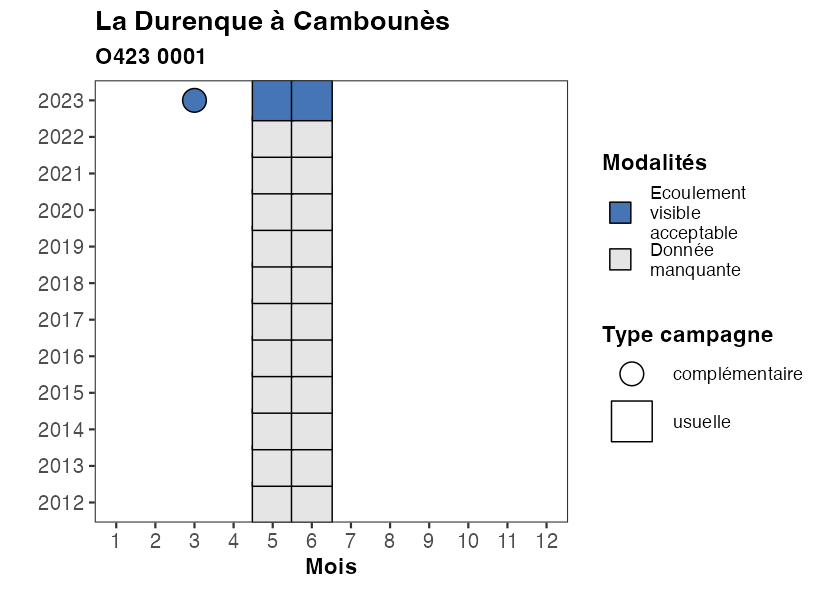 La Durenque à Cambounès
O423 0001
2023
2022
2021
2020
2019
2018
2017
2016
2015
2014
2013
2012
1 2 3 4 5 6 7 8 9 10 11 12
Mois
Modalités
Ecoulement
visible
acceptable
Donnée
manquante
Type campagne
complémentaire
usuelle